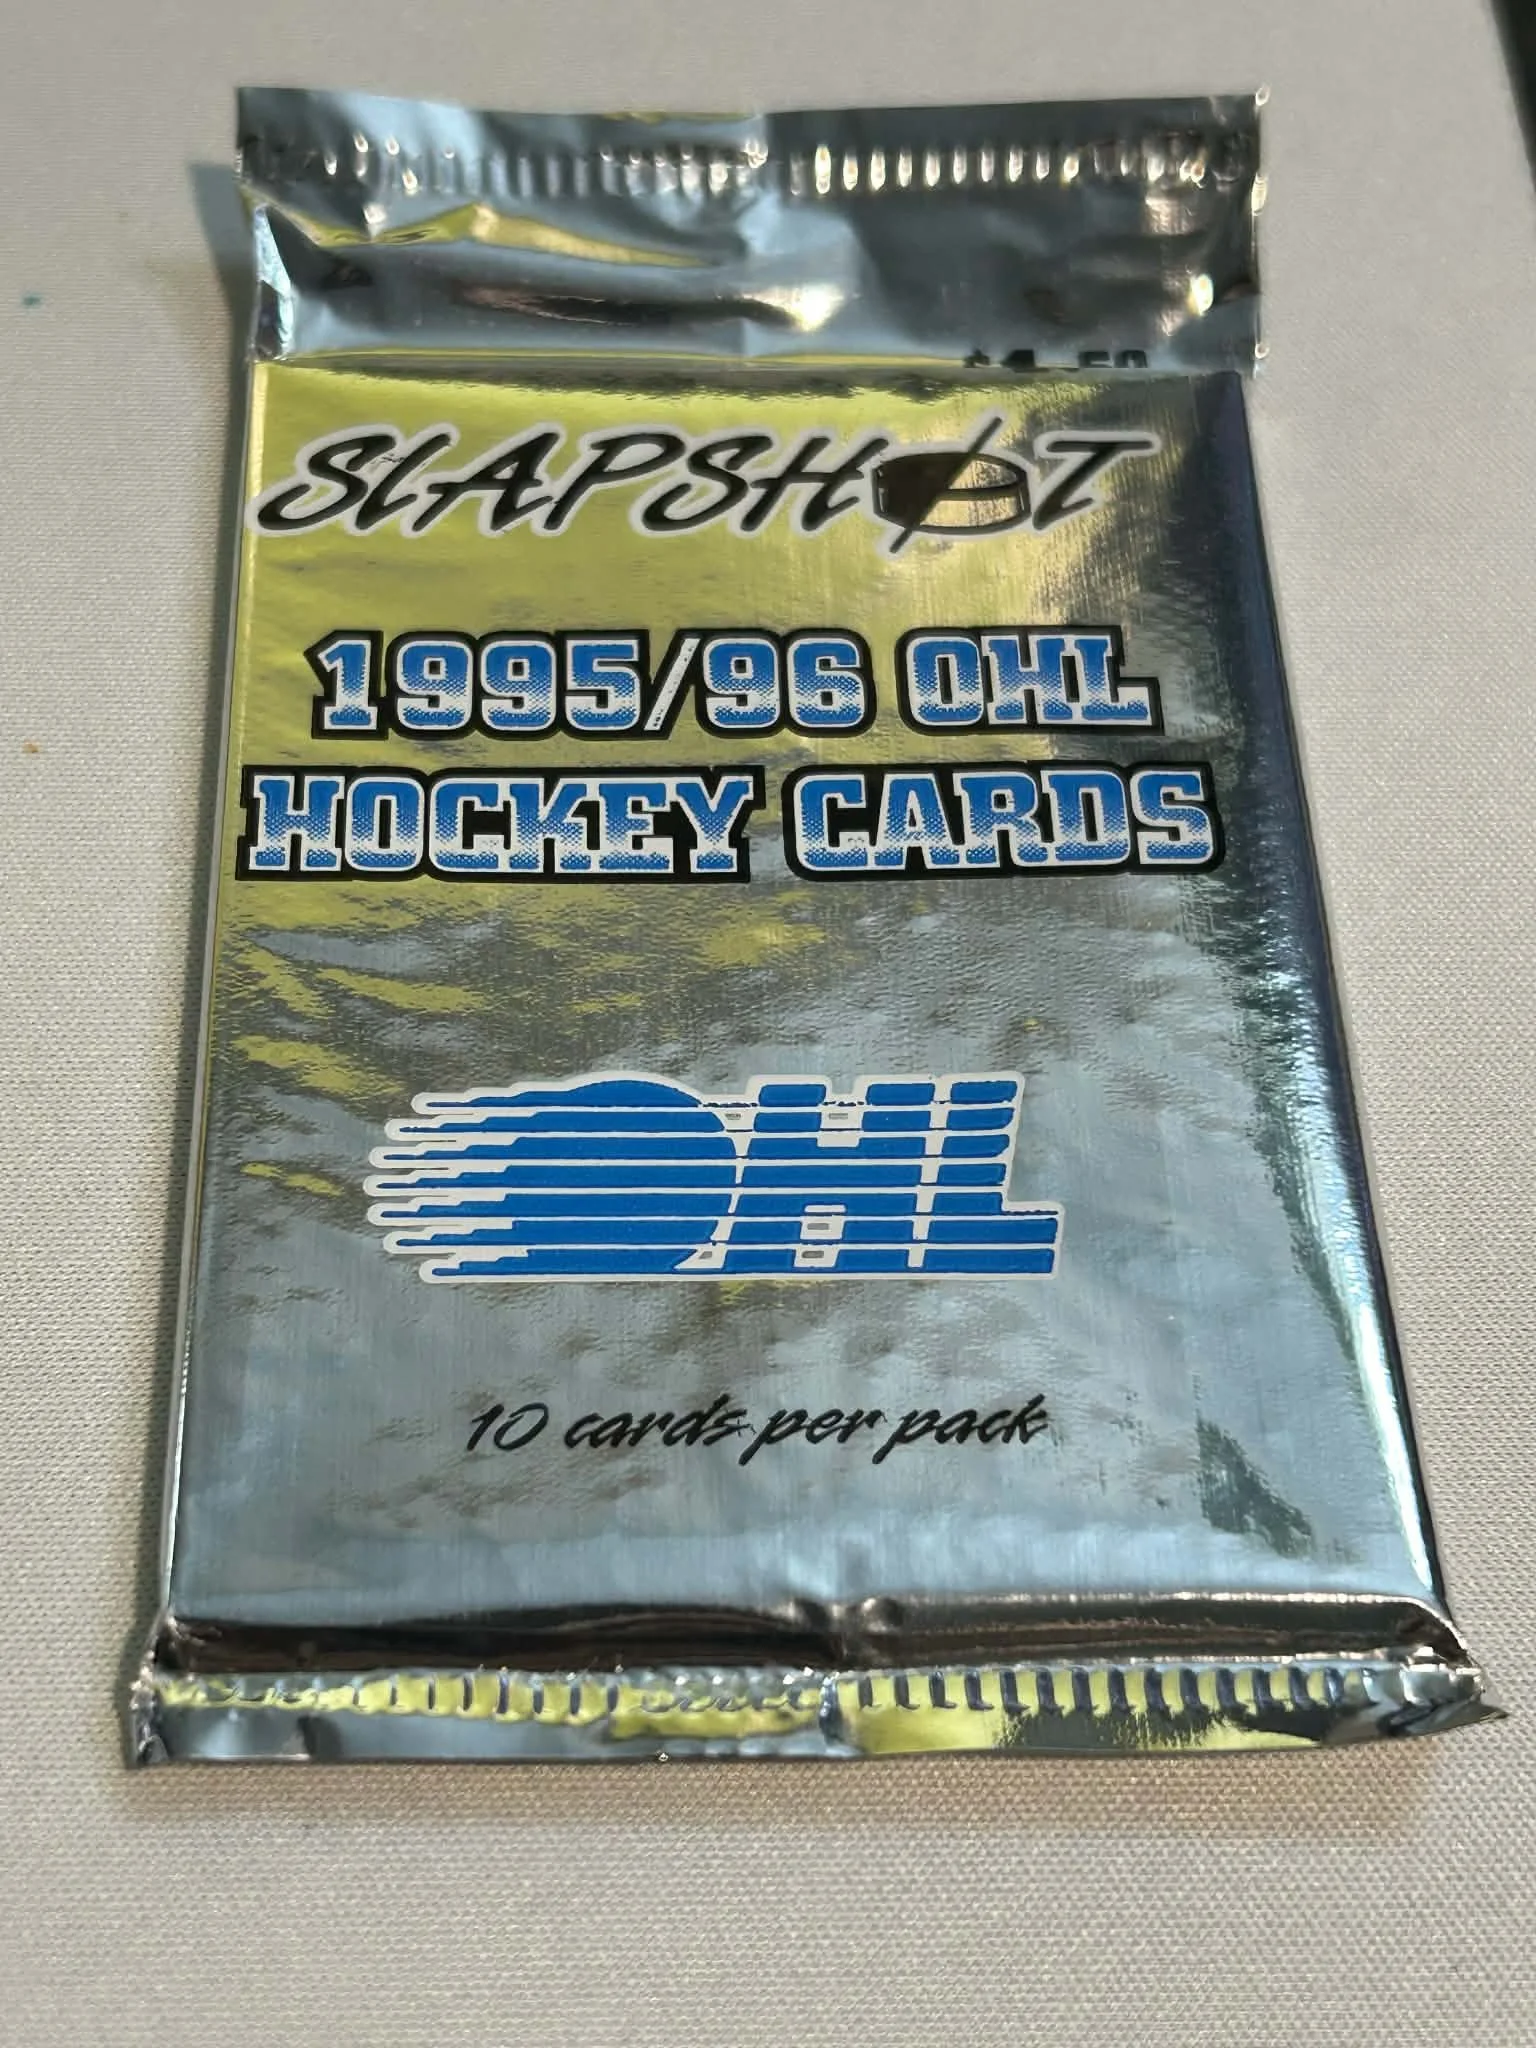 SLAPSHOT
1995/96 OHL
HOCKEY CARDS
OHL
10 cards per pack